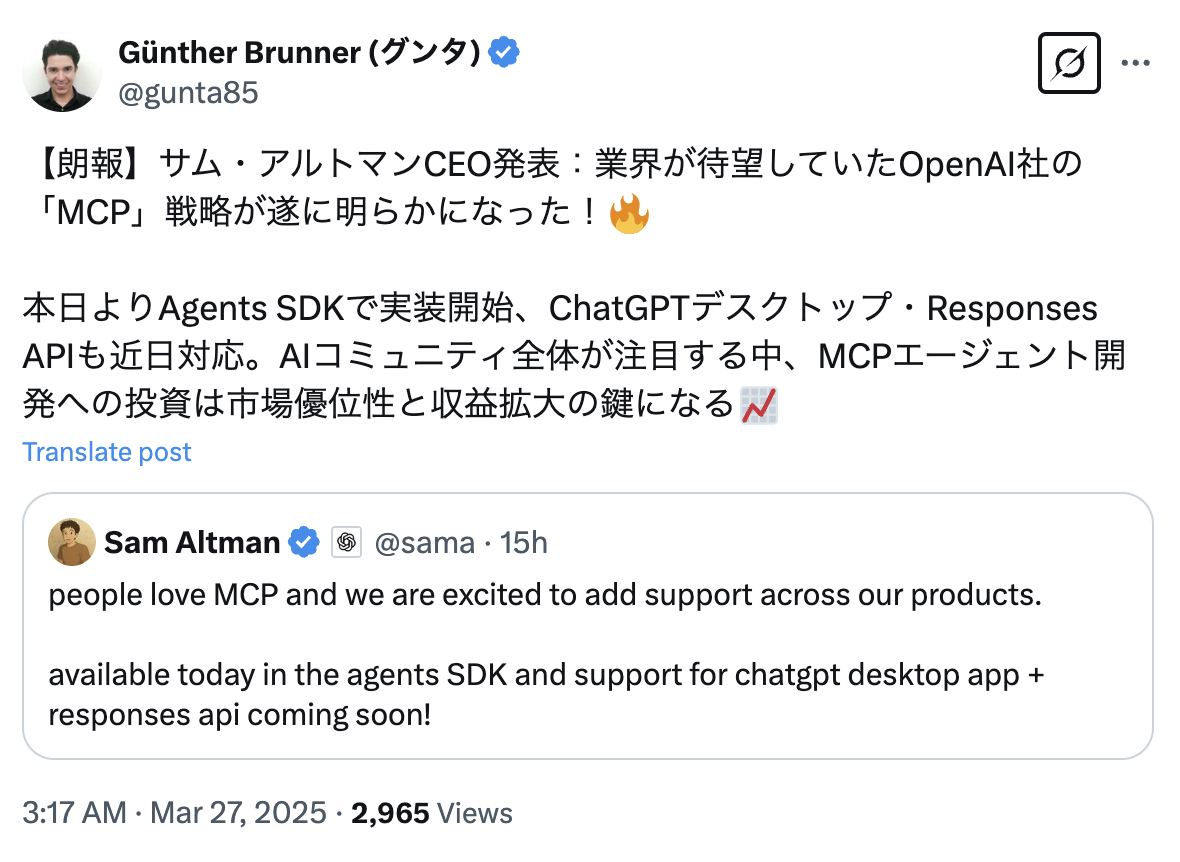 Günther Brunner (グンタ)
@gunta85
【朗報】サム・アルトマンCEO発表：業界が待望していたOpenAI社の
「MCP」戦略が遂に明らかになった！🔥
本日よりAgents SDKで実装開始、ChatGPTデスクトップ・Responses
APIも近日対応。AIコミュニティ全体が注目する中、MCPエージェント開
発への投資は市場優位性と収益拡大の鍵になる📈
Translate post
Sam Altman @sama · 15h
people love MCP and we are excited to add support across our products.
available today in the agents SDK and support for chatgpt desktop app +
responses api coming soon!
3:17 AM · Mar 27, 2025 · 2,965 Views